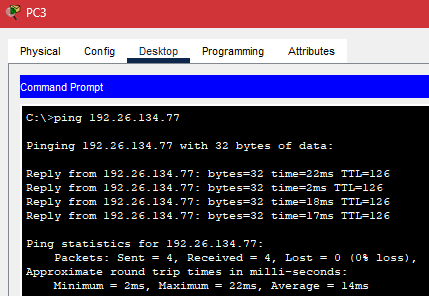 PC3
Physical Config Desktop Programming Attributes
Command Prompt
C:\>ping 192.26.134.77
Pinging 192.26.134.77 with 32 bytes of data:
Reply from 192.26.134.77: bytes=32 time=22ms TTL=126
Reply from 192.26.134.77: bytes=32 time=2ms TTL=126
Reply from 192.26.134.77: bytes=32 time=18ms TTL=126
Reply from 192.26.134.77: bytes=32 time=17ms TTL=126
Ping statistics for 192.26.134.77:
Packets: Sent = 4, Received = 4, Lost = 0 (0% loss),
Approximate round trip times in milli-seconds:
Minimum = 2ms, Maximum = 22ms, Average = 14ms